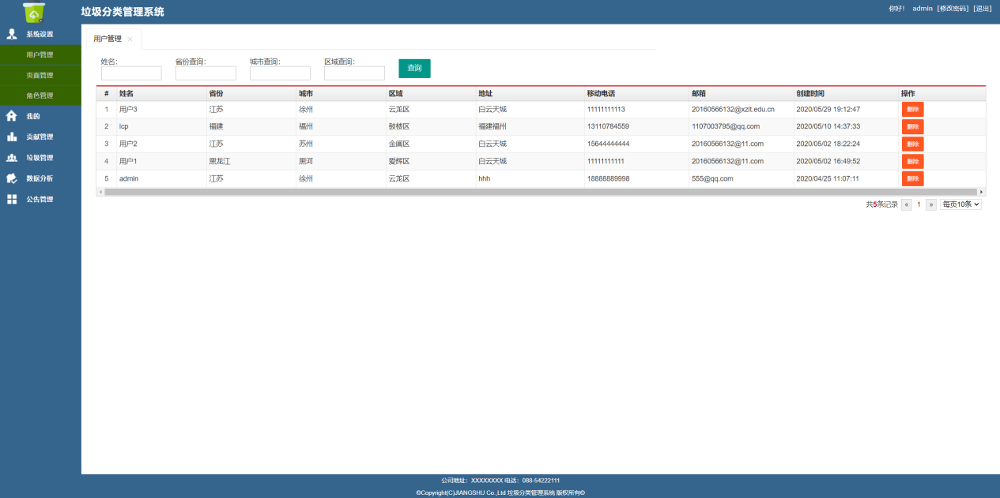 垃圾分类管理系统
你好！ admin [修改密码] [退出]
系统设置
用户管理
页面管理
角色管理
我的
贡献管理
垃圾管理
数据分析
公告管理
用户管理 ×
姓名: 省份查询: 城市查询: 区域查询: 查询
# 姓名 省份 城市 区域 地址 移动电话 邮箱 创建时间 操作
1 用户3 江苏 徐州 云龙区 白云天城 11111111113 20160566132@xzit.edu.cn 2020/05/29 19:12:47 删除
2 lcp 福建 福州 鼓楼区 福建福州 13110784559 1107003795@qq.com 2020/05/10 14:37:33 删除
3 用户2 江苏 苏州 金阊区 白云天城 15644444444 20160566132@11.com 2020/05/02 18:22:24 删除
4 用户1 黑龙江 黑河 爱辉区 白云天城 11111111111 20160566132@11.com 2020/05/02 16:49:52 删除
5 admin 江苏 徐州 云龙区 hhh 18888889998 555@qq.com 2020/04/25 11:07:11 删除
共5条记录 « 1 » 每页10条
公司地址：XXXXXXXX 电话：088-54222111
©Copyright(C)JIANGSHU Co.,Ltd 垃圾分类管理系统 版权所有©